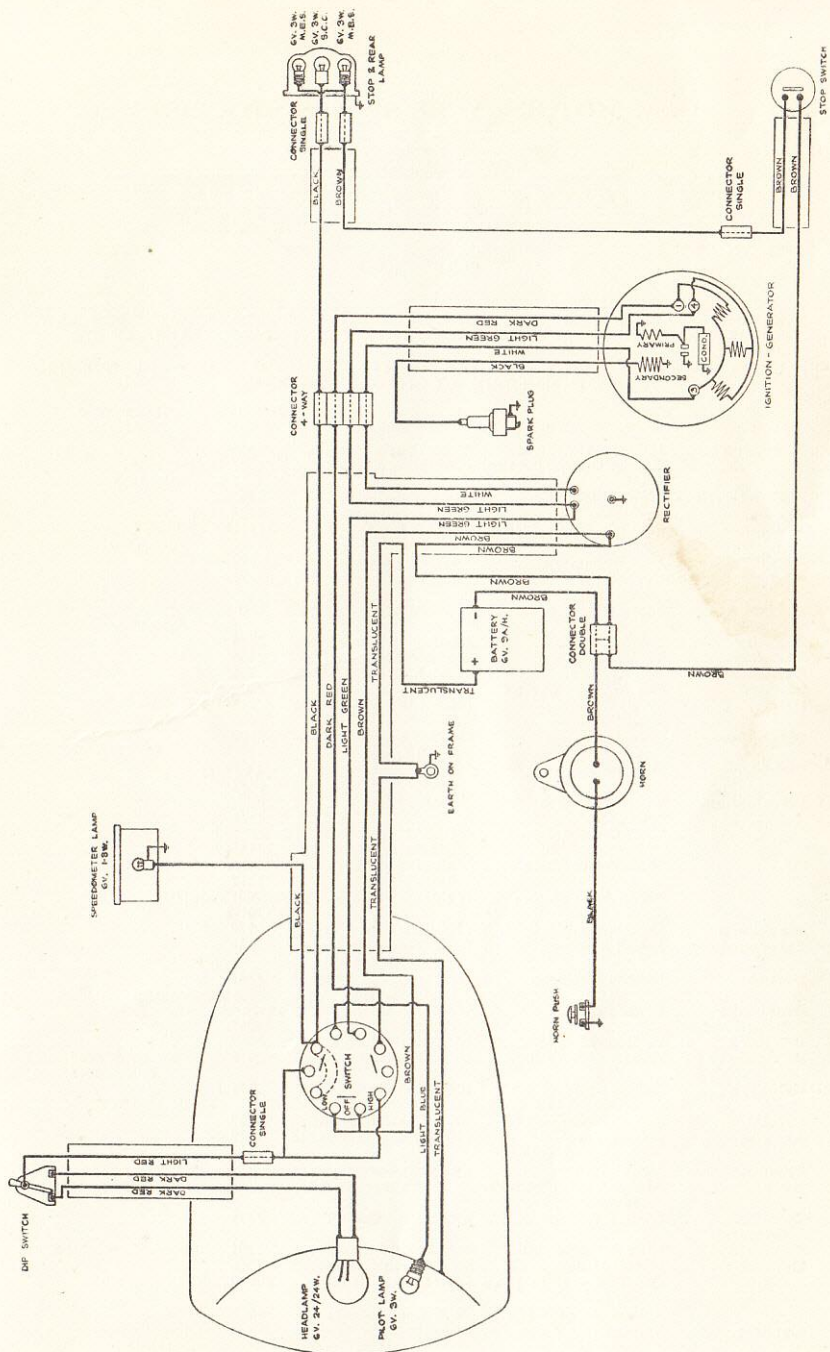 6V. 3W.
M.E.S.
6V. 3W.
S.C.C.
6V. 3W.
M.E.S.
STOP & REAR
LAMP
CONNECTOR
SINGLE
BLACK
BROWN
STOP SWITCH
BROWN
BROWN
CONNECTOR
SINGLE
CONNECTOR
4-WAY
DARK RED
LIGHT GREEN
WHITE
BLACK
1
4
3
PRIMARY
SECONDARY
COND.
IGNITION-GENERATOR
SPARK PLUG
WHITE
LIGHT GREEN
LIGHT GREEN
BROWN
BROWN
RECTIFIER
BROWN
BROWN
TRANSLUCENT
TRANSLUCENT
- +
BATTERY
6V. 9A/H.
CONNECTOR
DOUBLE
BROWN
BROWN
BLACK
DARK RED
LIGHT GREEN
BROWN
EARTH ON FRAME
HORN
BLACK
HORN PUSH
SPEEDOMETER LAMP
6V. 1·8W.
BLACK
TRANSLUCENT
LOW
OFF
HIGH
SWITCH
BROWN
LIGHT BLUE
TRANSLUCENT
CONNECTOR
SINGLE
LIGHT RED
DARK RED
DARK RED
DIP SWITCH
HEADLAMP
6V. 24/24W.
PILOT LAMP
6V. 3W.